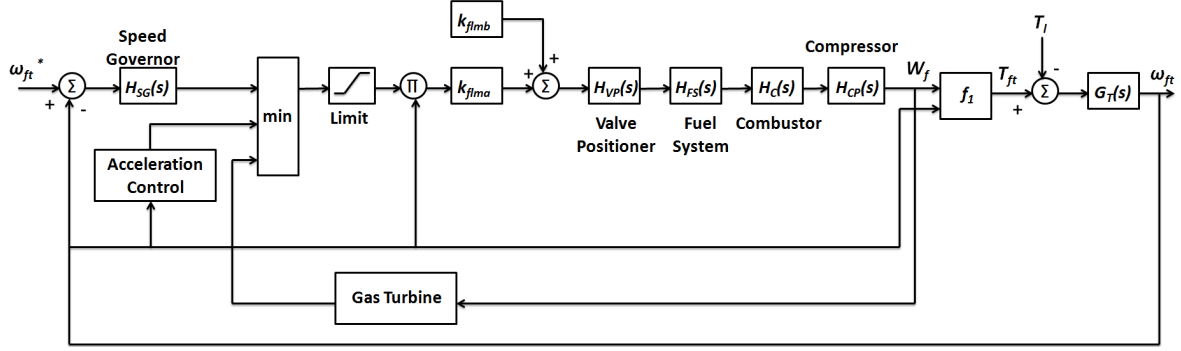 k_flmb
T_l
Speed
Governor
Compressor
ω_ft *
Σ
H_SG(s)
min
Limit
Π
k_flma
Σ
H_VP(s)
H_FS(s)
H_C(s)
H_CP(s)
W_f
f_1
T_ft
Σ
G_T(s)
ω_ft
+
-
+
+
-
+
Valve
Positioner
Fuel
System
Combustor
Acceleration
Control
Gas Turbine